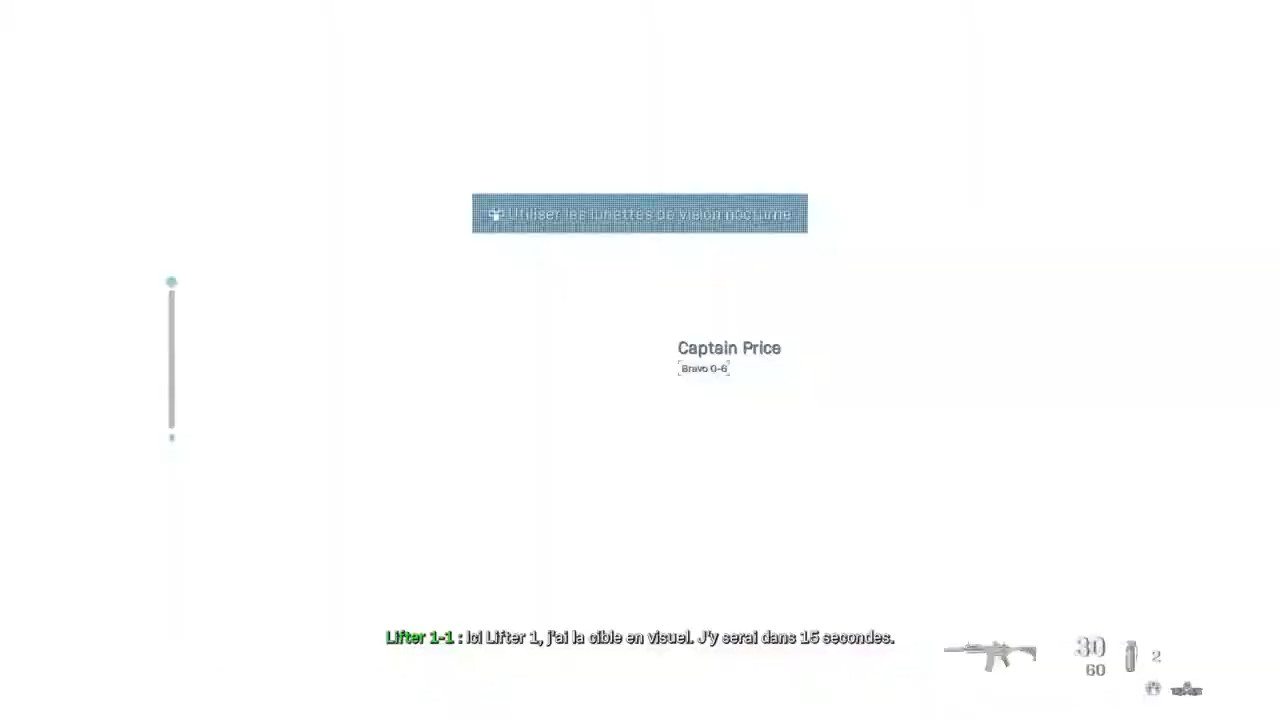 Utiliser les lunettes de vision nocturne
Captain Price
Bravo 0-6
Lifter 1-1 : Ici Lifter 1, j'ai la cible en visuel. J'y serai dans 15 secondes.
30
60
2